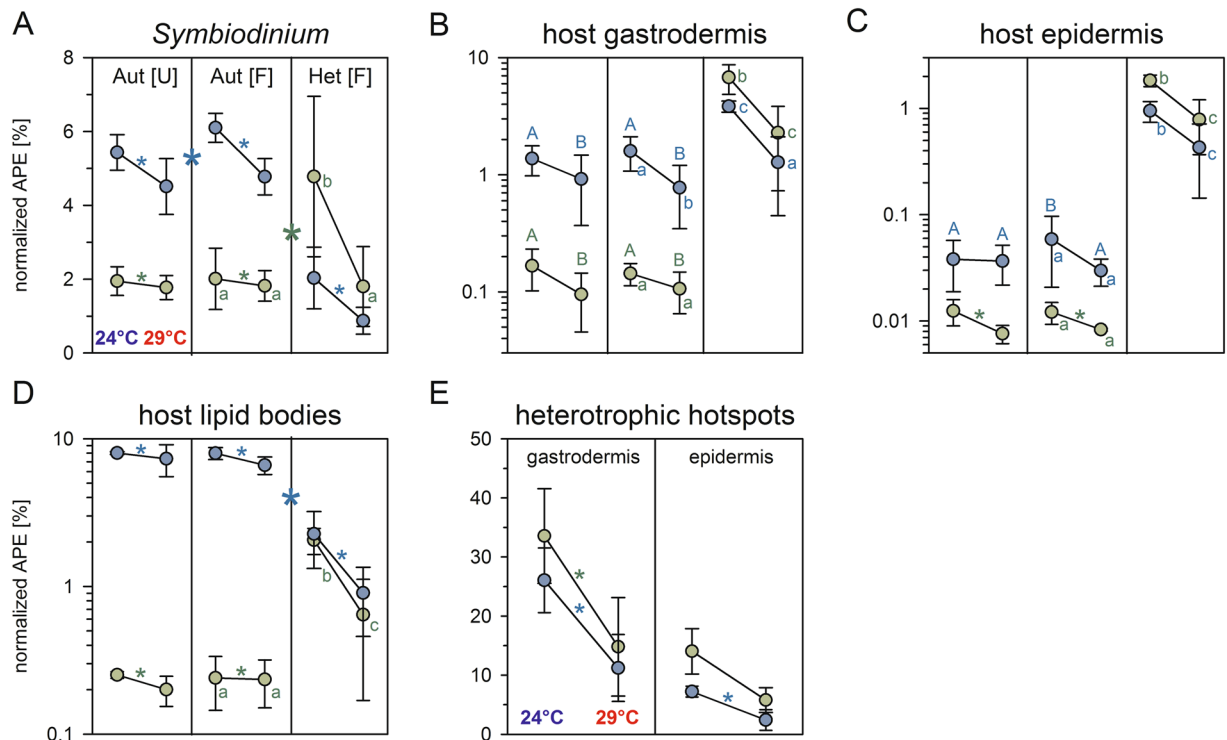 A
Symbiodinium
normalized APE [%]
8
6
4
2
0
Aut [U]
Aut [F]
Het [F]
*
*
*
*
*
b
*
*
a
a
a
*
24°C
29°C
B
host gastrodermis
10
1
0.1
A
B
A
B
a
b
b
c
c
a
A
B
A
B
a
a
C
host epidermis
1
0.1
0.01
A
A
B
A
a
a
b
c
b
c
*
*
a
a
D
host lipid bodies
normalized APE [%]
10
1
0.1
*
*
*
*
b
c
*
*
a
a
E
heterotrophic hotspots
50
40
30
20
10
0
gastrodermis
epidermis
*
*
*
24°C
29°C